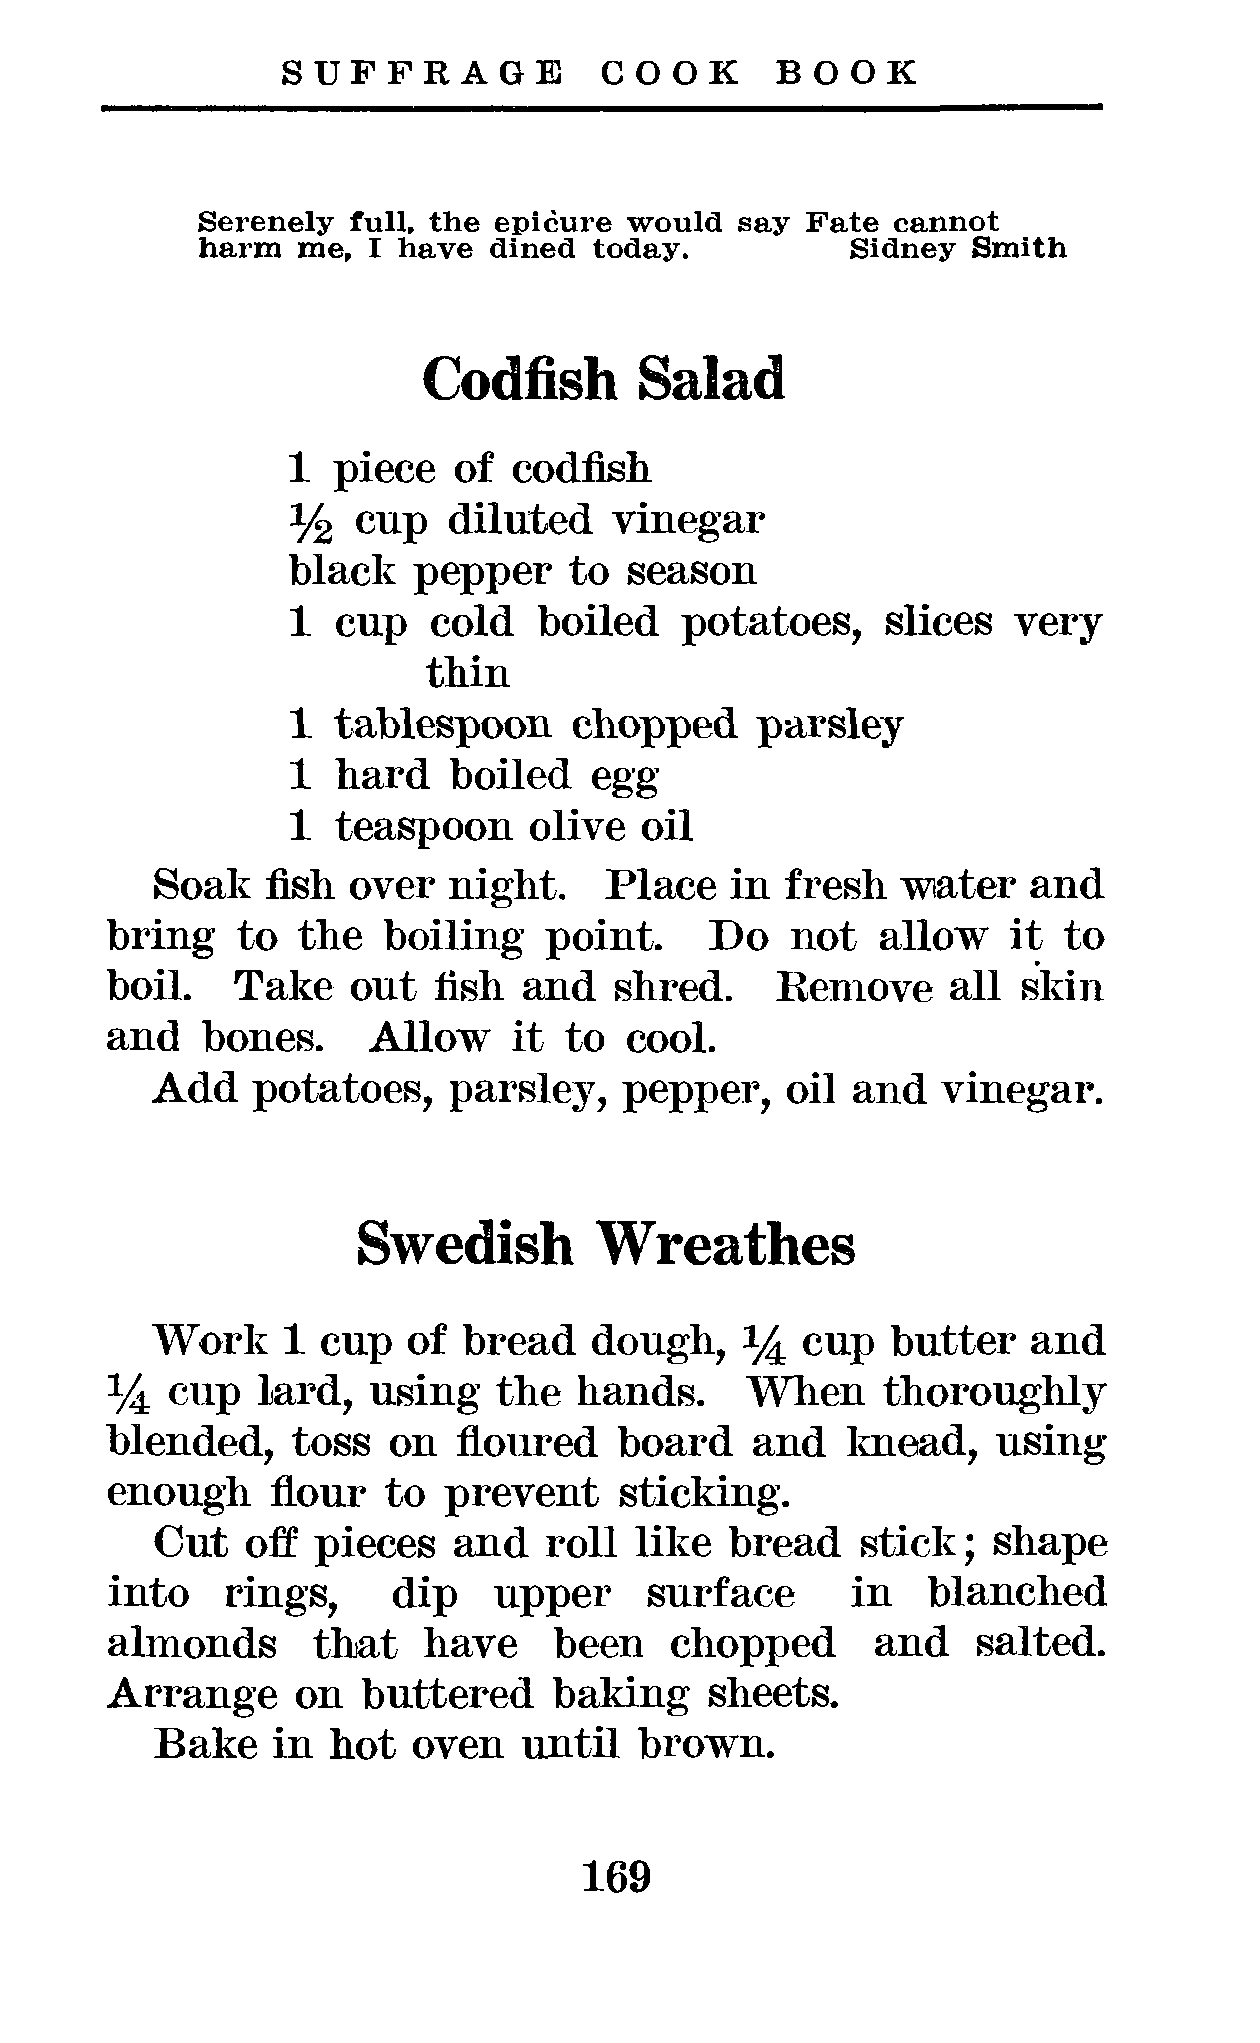 SUFFRAGE COOK BOOK
Serenely full, the epicure would say Fate cannot
harm me, I have dined today. Sidney Smith
Codfish Salad
1 piece of codfish
½ cup diluted vinegar
black pepper to season
1 cup cold boiled potatoes, slices very
thin
1 tablespoon chopped parsley
1 hard boiled egg
1 teaspoon olive oil
Soak fish over night. Place in fresh water and
bring to the boiling point. Do not allow it to
boil. Take out fish and shred. Remove all skin
and bones. Allow it to cool.
Add potatoes, parsley, pepper, oil and vinegar.
Swedish Wreathes
Work 1 cup of bread dough, ¼ cup butter and
¼ cup lard, using the hands. When thoroughly
blended, toss on floured board and knead, using
enough flour to prevent sticking.
Cut off pieces and roll like bread stick; shape
into rings, dip upper surface in blanched
almonds that have been chopped and salted.
Arrange on buttered baking sheets.
Bake in hot oven until brown.
169